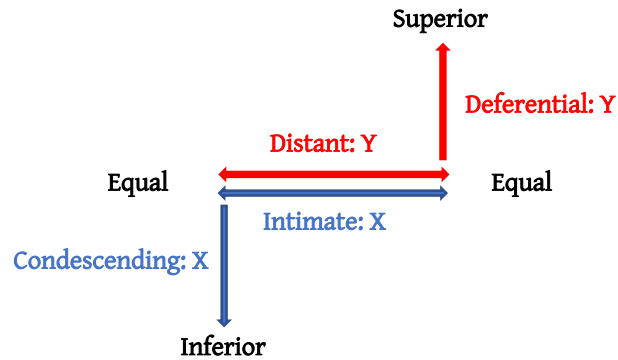 Superior
Deferential: Y
Distant: Y
Equal
Equal
Intimate: X
Condescending: X
Inferior